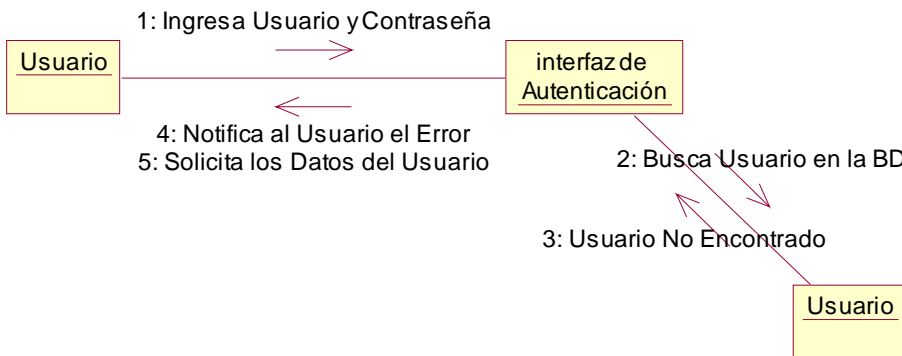 1: Ingresa Usuario y Contraseña
Usuario
interfaz de
Autenticación
4: Notifica al Usuario el Error
5: Solicita los Datos del Usuario
2: Busca Usuario en la BD
3: Usuario No Encontrado
Usuario